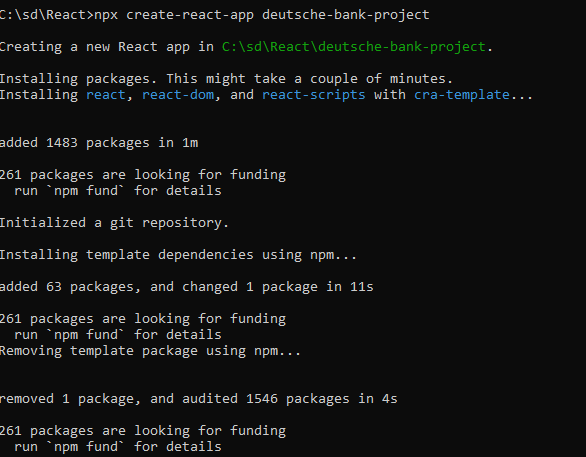 C:\sd\React>npx create-react-app deutsche-bank-project
Creating a new React app in C:\sd\React\deutsche-bank-project.
Installing packages. This might take a couple of minutes.
Installing react, react-dom, and react-scripts with cra-template...
added 1483 packages in 1m
261 packages are looking for funding
  run `npm fund` for details
Initialized a git repository.
Installing template dependencies using npm...
added 63 packages, and changed 1 package in 11s
261 packages are looking for funding
  run `npm fund` for details
Removing template package using npm...
removed 1 package, and audited 1546 packages in 4s
261 packages are looking for funding
  run `npm fund` for details